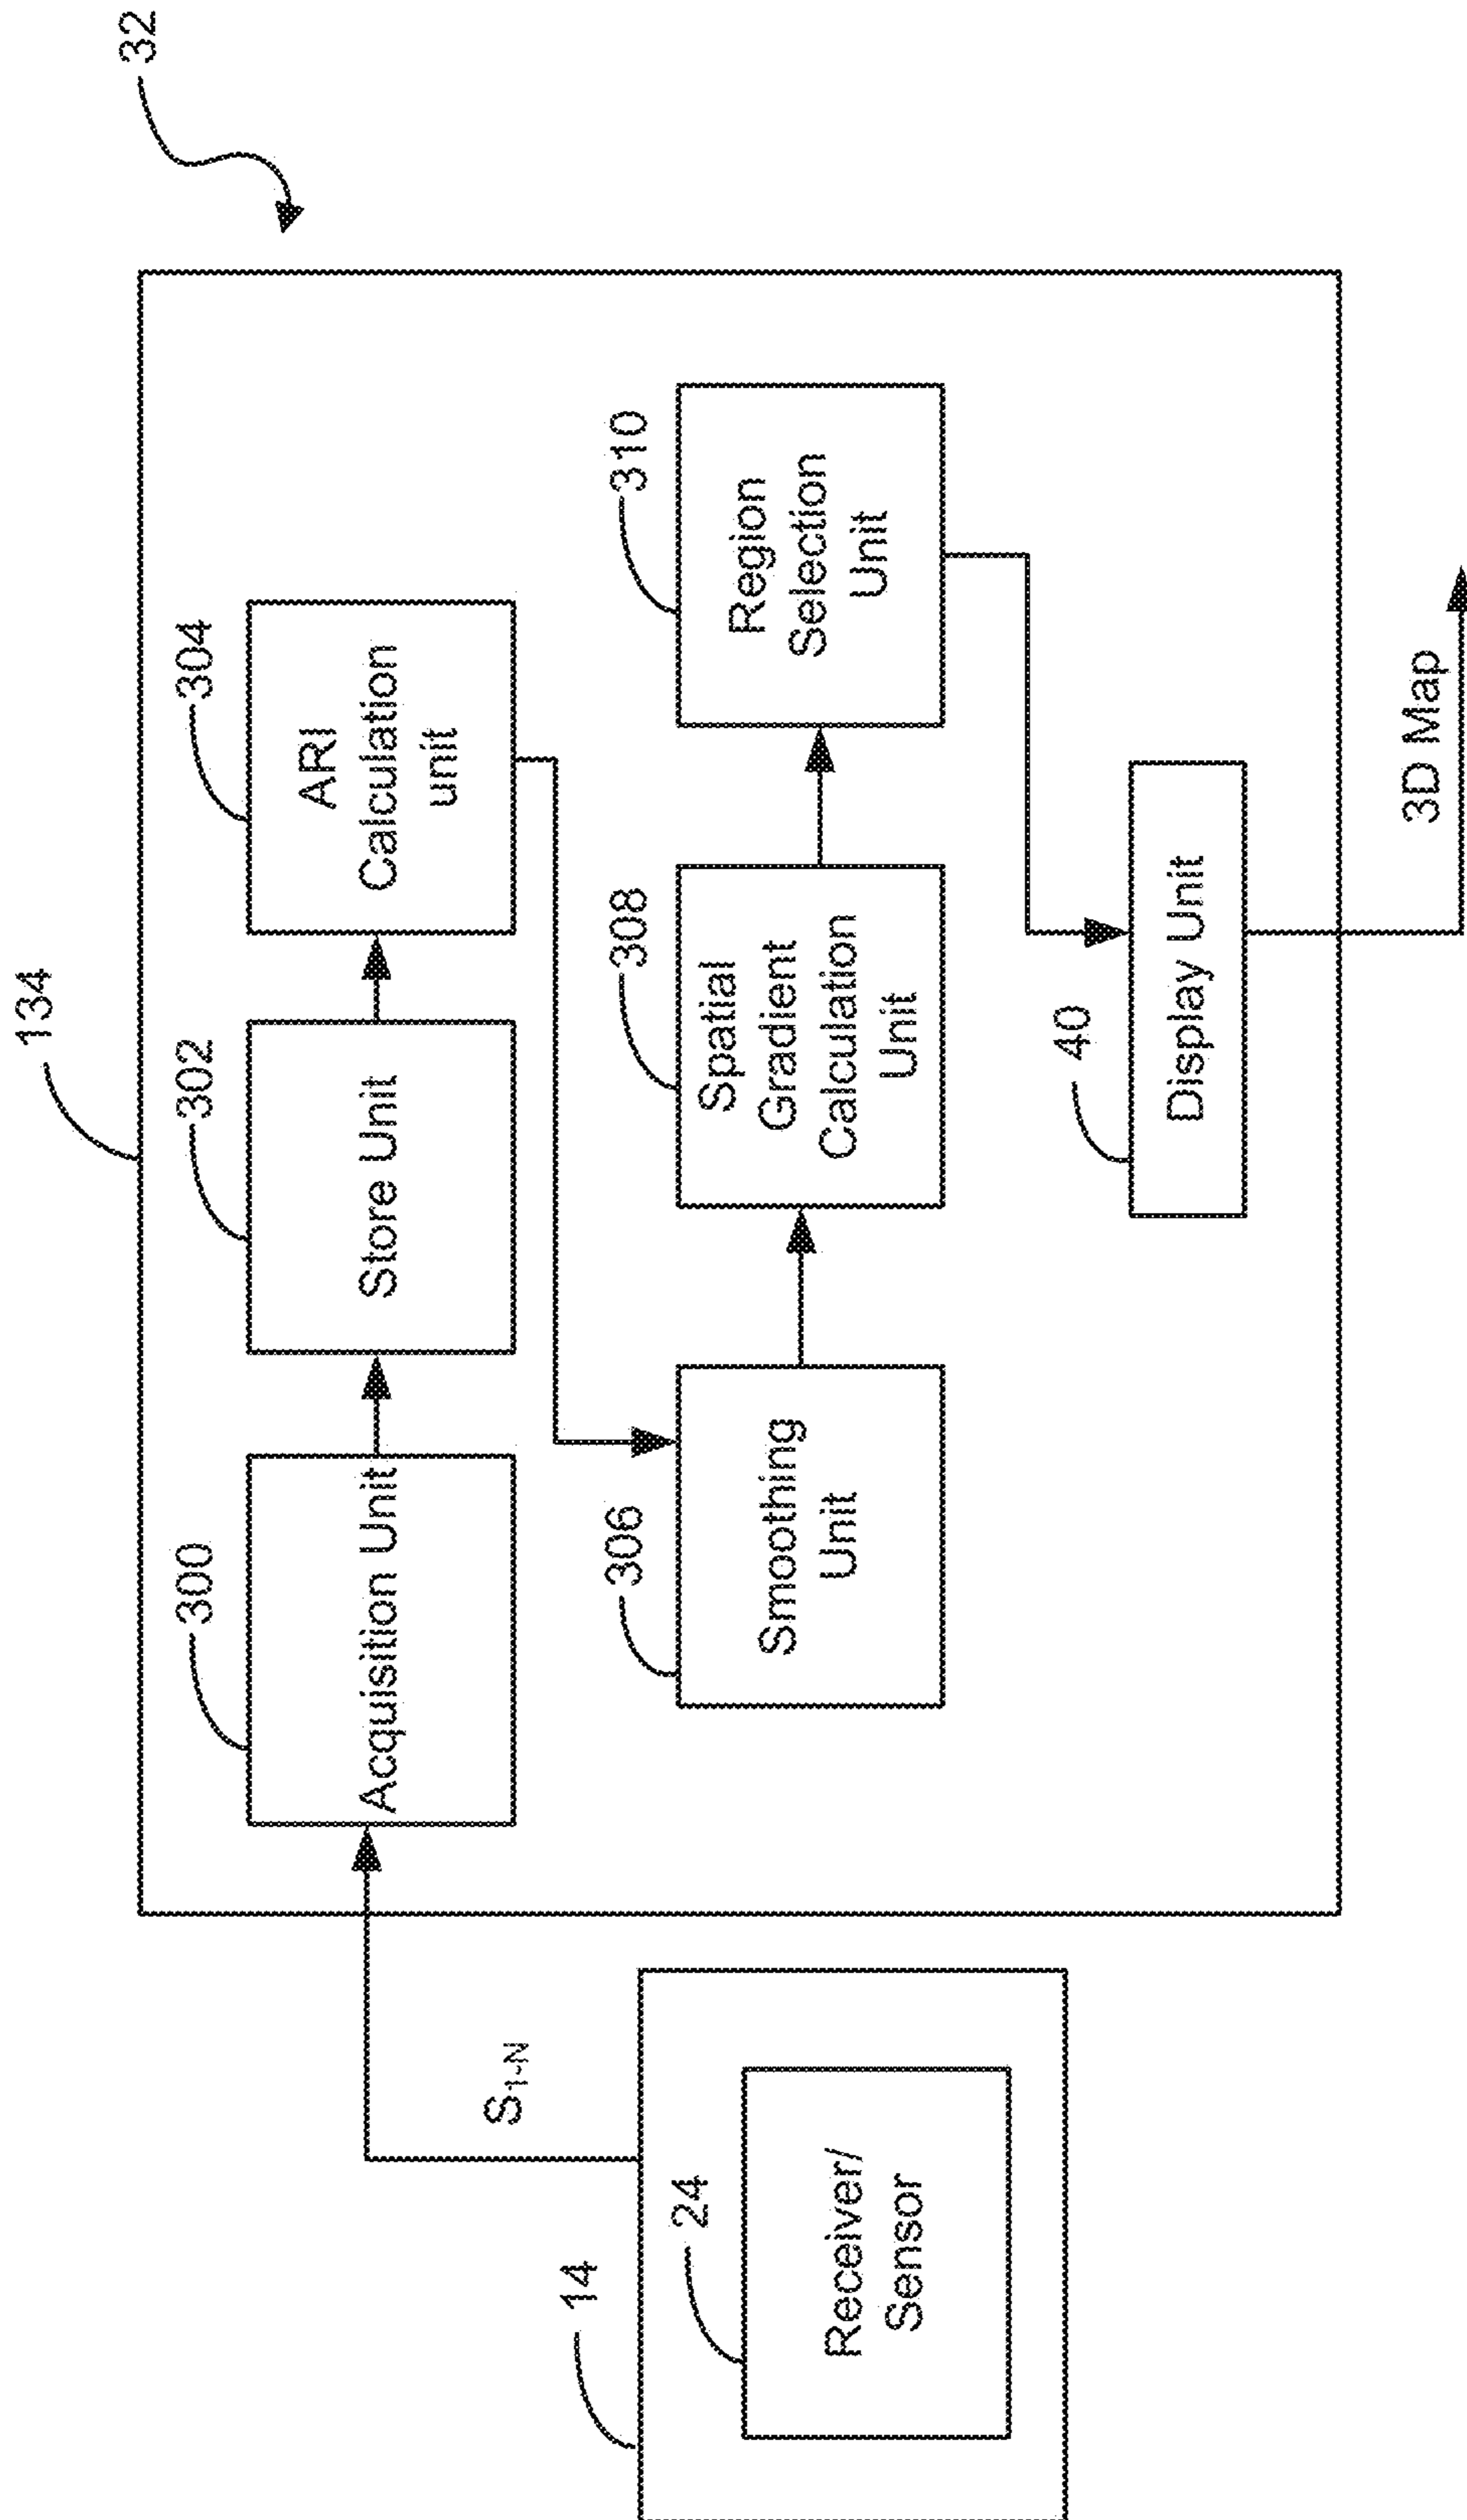 32
134
300
302
304
Acquisition Unit
Store Unit
ARI
Calculation
unit
S1-N
14
24
Receiver/
Sensor
306
308
310
Smoothing
Unit
Spatial
Gradient
Calculation
Unit
Region
Selection
Unit
40
Display Unit
3D Map